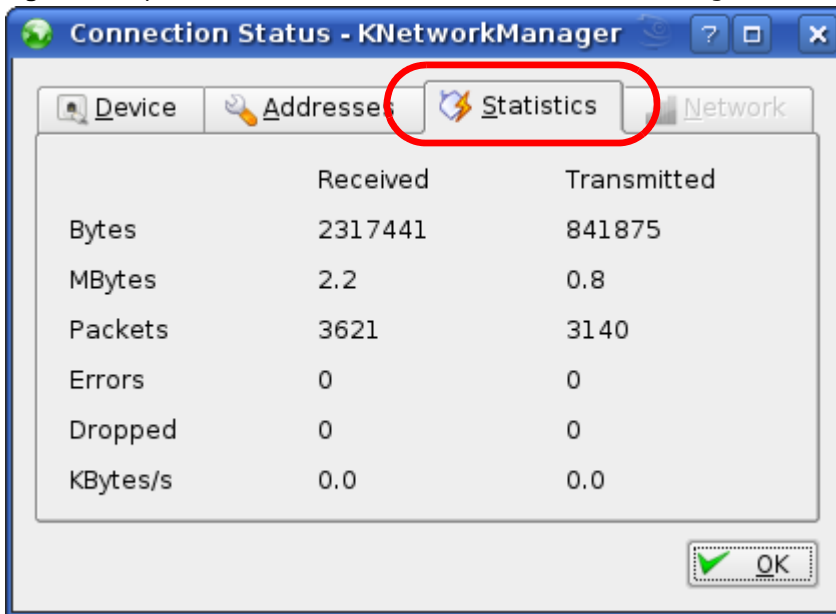 Connection Status - KNetworkManager
Device Addresses Statistics Network
Received Transmitted
Bytes 2317441 841875
MBytes 2.2 0.8
Packets 3621 3140
Errors 0 0
Dropped 0 0
KBytes/s 0.0 0.0
OK